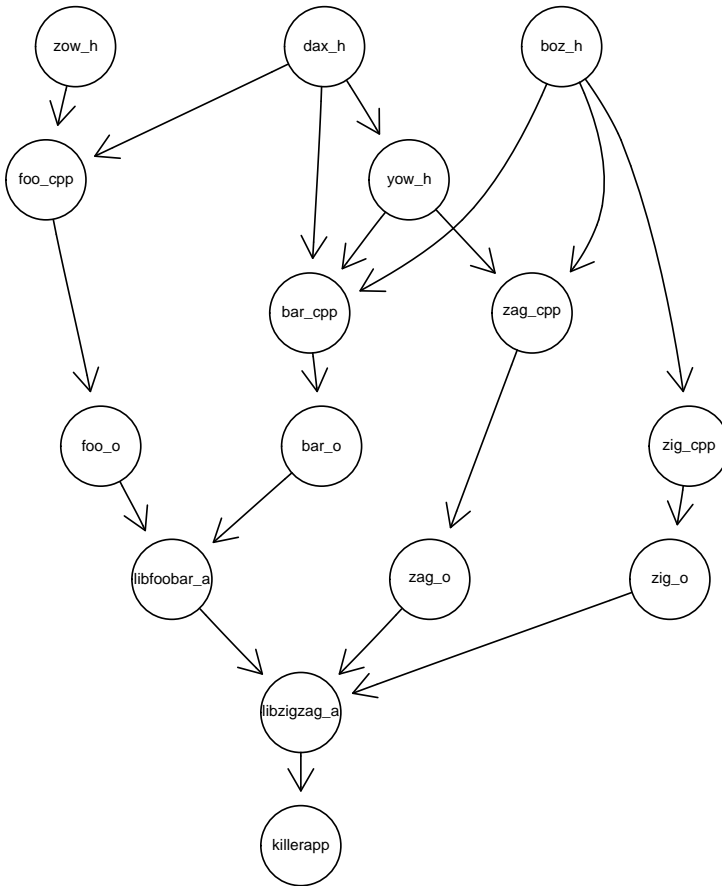 zow_h
dax_h
boz_h
foo_cpp
yow_h
bar_cpp
zag_cpp
foo_o
bar_o
zig_cpp
libfoobar_a
zag_o
zig_o
libzigzag_a
killerapp